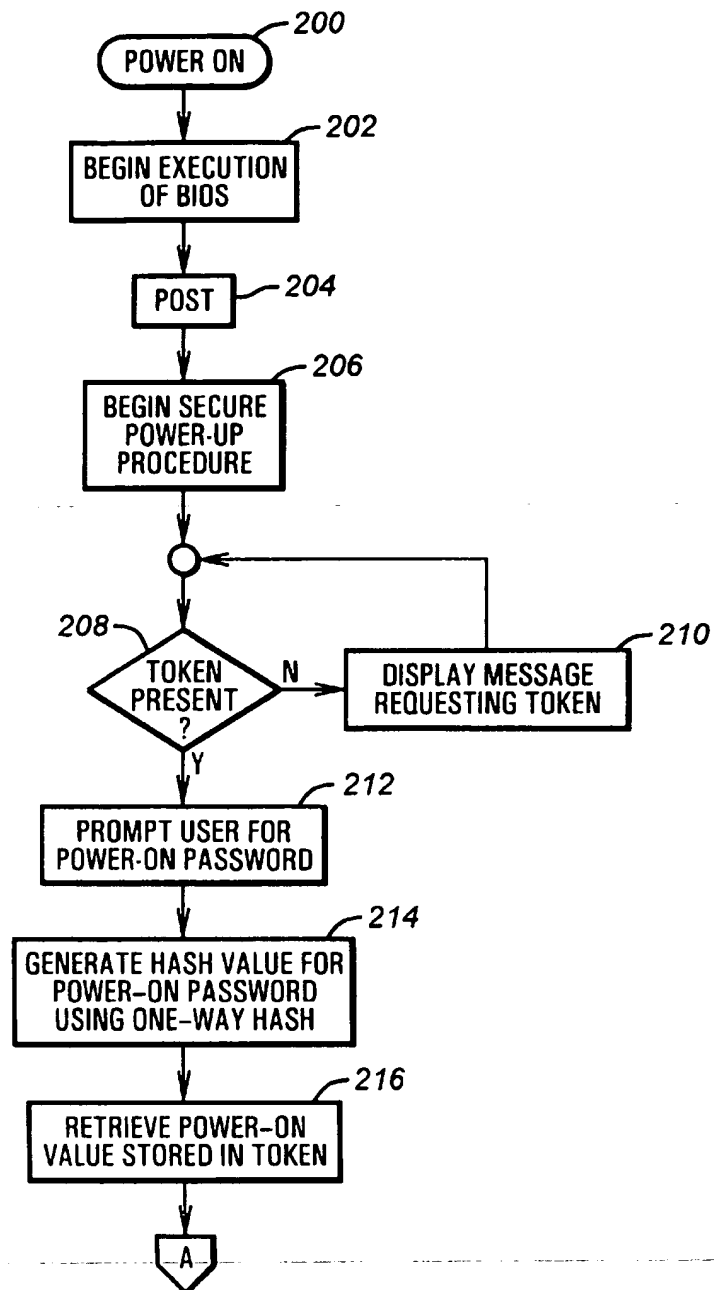 200
POWER ON
202
BEGIN EXECUTION
OF BIOS
204
POST
206
BEGIN SECURE
POWER-UP
PROCEDURE
208
TOKEN
PRESENT
?
N
Y
210
DISPLAY MESSAGE
REQUESTING TOKEN
212
PROMPT USER FOR
POWER-ON PASSWORD
214
GENERATE HASH VALUE FOR
POWER-ON PASSWORD
USING ONE-WAY HASH
216
RETRIEVE POWER-ON
VALUE STORED IN TOKEN
A